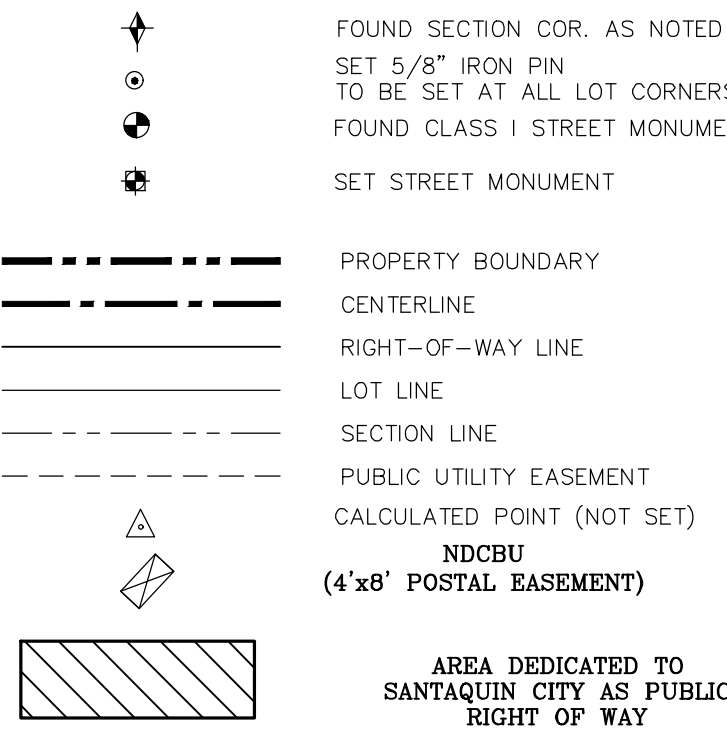 FOUND SECTION COR. AS NOTED
SET 5/8" IRON PIN
TO BE SET AT ALL LOT CORNERS
FOUND CLASS I STREET MONUME
SET STREET MONUMENT
PROPERTY BOUNDARY
CENTERLINE
RIGHT-OF-WAY LINE
LOT LINE
SECTION LINE
PUBLIC UTILITY EASEMENT
CALCULATED POINT (NOT SET)
NDCBU
(4'x8' POSTAL EASEMENT)
AREA DEDICATED TO
SANTAQUIN CITY AS PUBLIC
RIGHT OF WAY